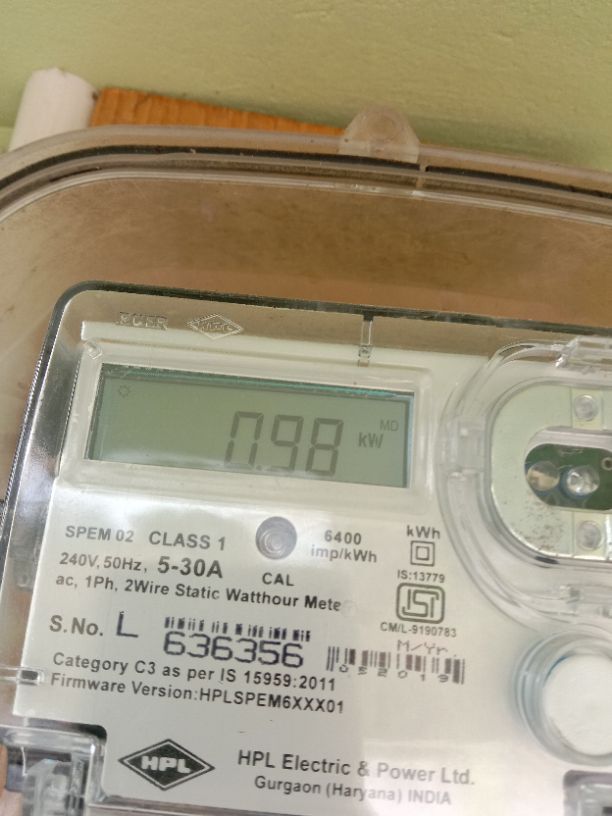 MD
0.98 kW
SPEM 02 CLASS 1
6400 imp/kWh
kWh
240V, 50Hz, 5-30A
CAL
IS:13779
ac, 1Ph, 2Wire Static Watthour Mete
ISI
CM/L-9190783
S.No. L 636356
M/Yr.
052019
Category C3 as per IS 15959:2011
Firmware Version:HPLSPEM6XXX01
HPL
HPL Electric & Power Ltd.
Gurgaon (Haryana) INDIA